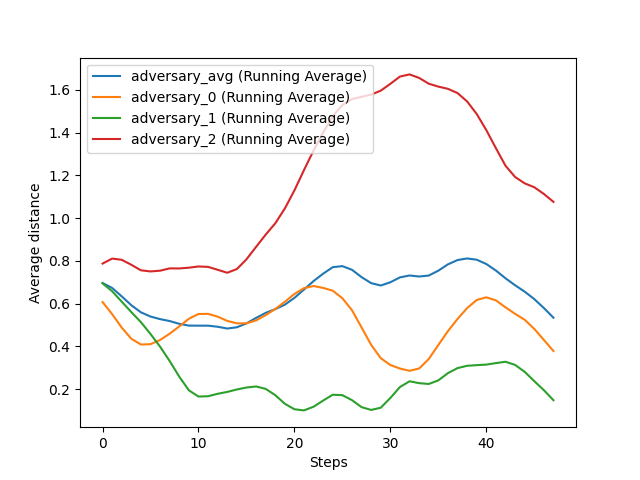 adversary_avg (Running Average)
adversary_0 (Running Average)
adversary_1 (Running Average)
adversary_2 (Running Average)
Average distance
1.6
1.4
1.2
1.0
0.8
0.6
0.4
0.2
0 10 20 30 40
Steps